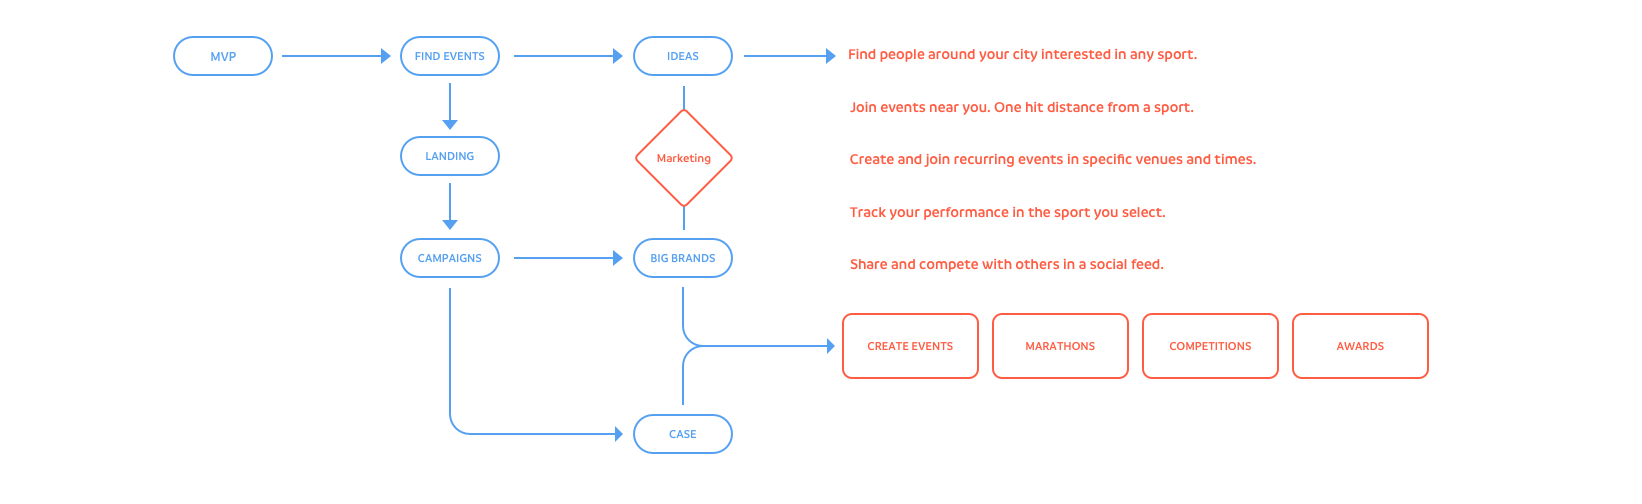 MVP
FIND EVENTS
IDEAS
Find people around your city interested in any sport.
Join events near you. One hit distance from a sport.
LANDING
Marketing
Create and join recurring events in specific venues and times.
Track your performance in the sport you select.
CAMPAIGNS
BIG BRANDS
Share and compete with others in a social feed.
CREATE EVENTS
MARATHONS
COMPETITIONS
AWARDS
CASE